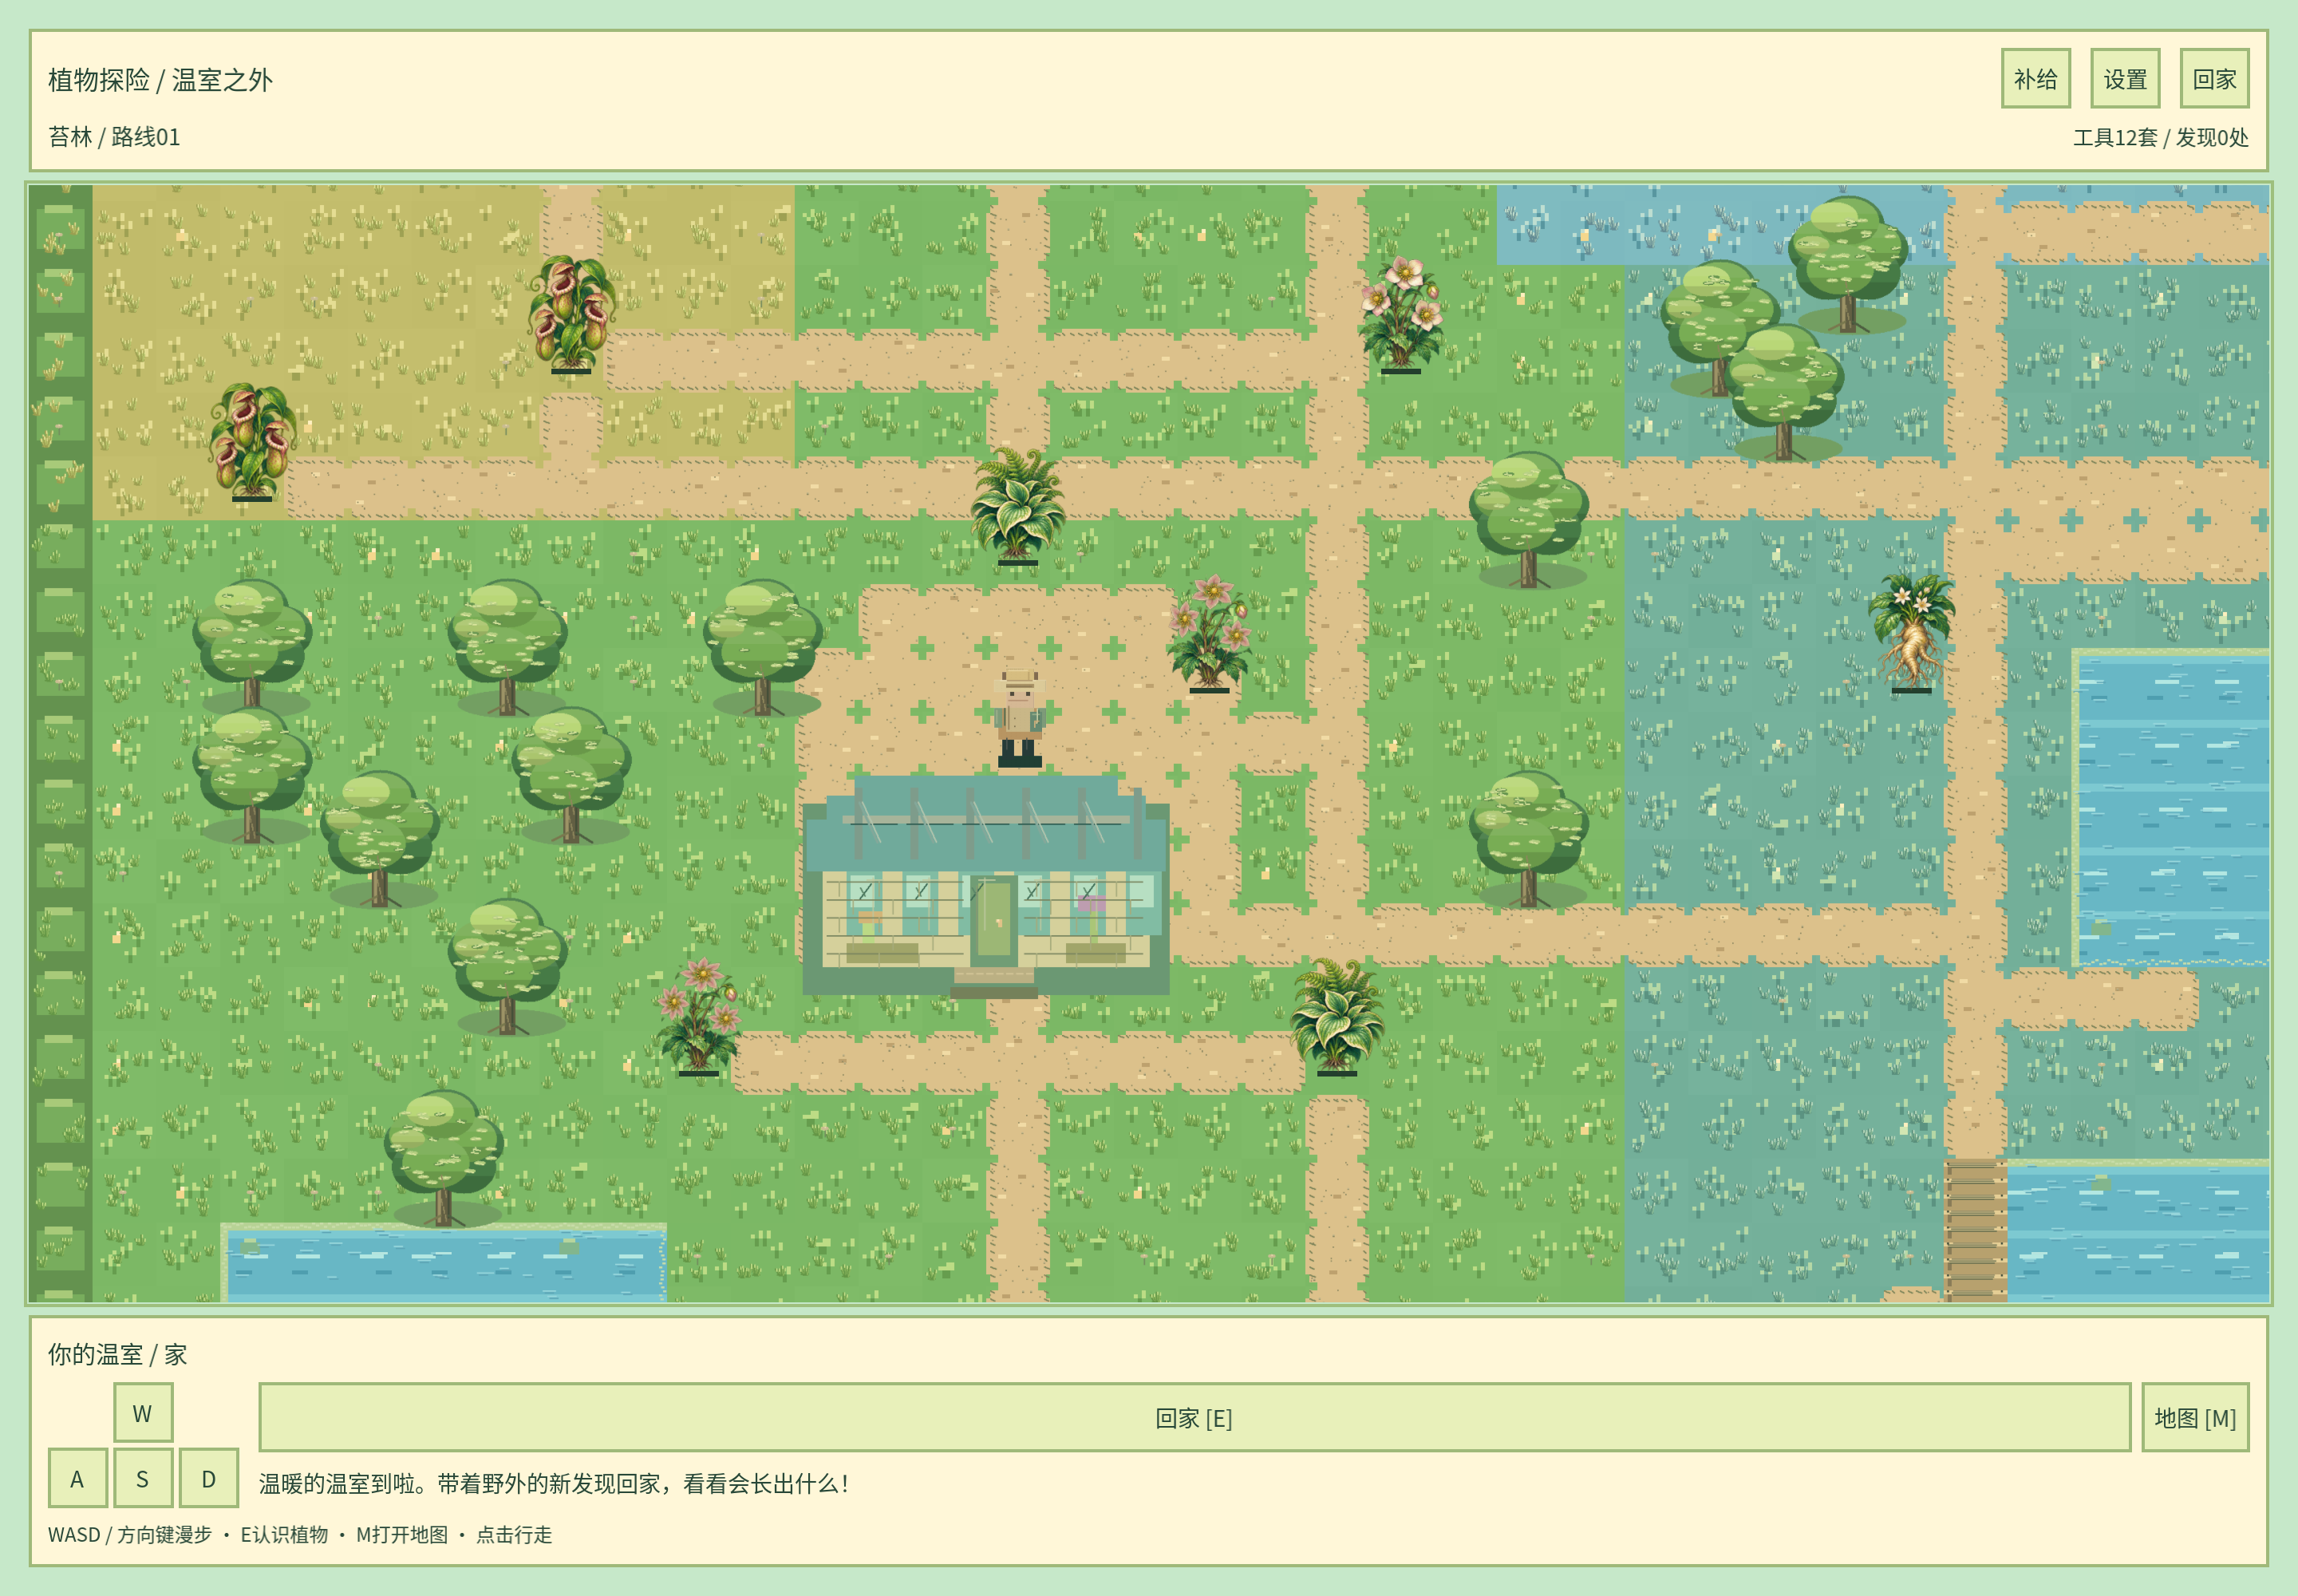 植物探险 / 温室之外
补给 设置 回家
苔林 / 路线01
工具12套 / 发现0处
你的温室 / 家
W
回家 [E]
地图 [M]
A S D
温暖的温室到啦。带着野外的新发现回家，看看会长出什么！
WASD / 方向键漫步 · E认识植物 · M打开地图 · 点击行走